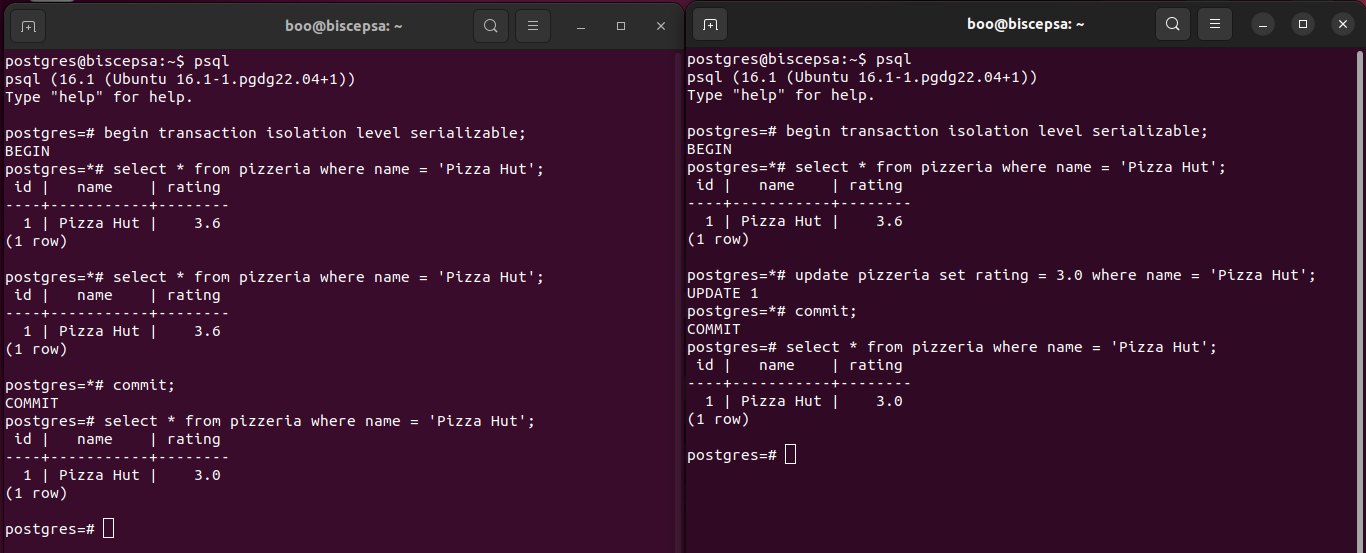 boo@biscepsa: ~
postgres@biscepsa:~$ psql
psql (16.1 (Ubuntu 16.1-1.pgdg22.04+1))
Type "help" for help.

postgres=# begin transaction isolation level serializable;
BEGIN
postgres=*# select * from pizzeria where name = 'Pizza Hut';
 id |   name    | rating
----+-----------+--------
  1 | Pizza Hut |    3.6
(1 row)

postgres=*# select * from pizzeria where name = 'Pizza Hut';
 id |   name    | rating
----+-----------+--------
  1 | Pizza Hut |    3.6
(1 row)

postgres=*# commit;
COMMIT
postgres=# select * from pizzeria where name = 'Pizza Hut';
 id |   name    | rating
----+-----------+--------
  1 | Pizza Hut |    3.0
(1 row)

postgres=#
boo@biscepsa: ~
postgres@biscepsa:~$ psql
psql (16.1 (Ubuntu 16.1-1.pgdg22.04+1))
Type "help" for help.

postgres=# begin transaction isolation level serializable;
BEGIN
postgres=*# select * from pizzeria where name = 'Pizza Hut';
 id |   name    | rating
----+-----------+--------
  1 | Pizza Hut |    3.6
(1 row)

postgres=*# update pizzeria set rating = 3.0 where name = 'Pizza Hut';
UPDATE 1
postgres=*# commit;
COMMIT
postgres=# select * from pizzeria where name = 'Pizza Hut';
 id |   name    | rating
----+-----------+--------
  1 | Pizza Hut |    3.0
(1 row)

postgres=#